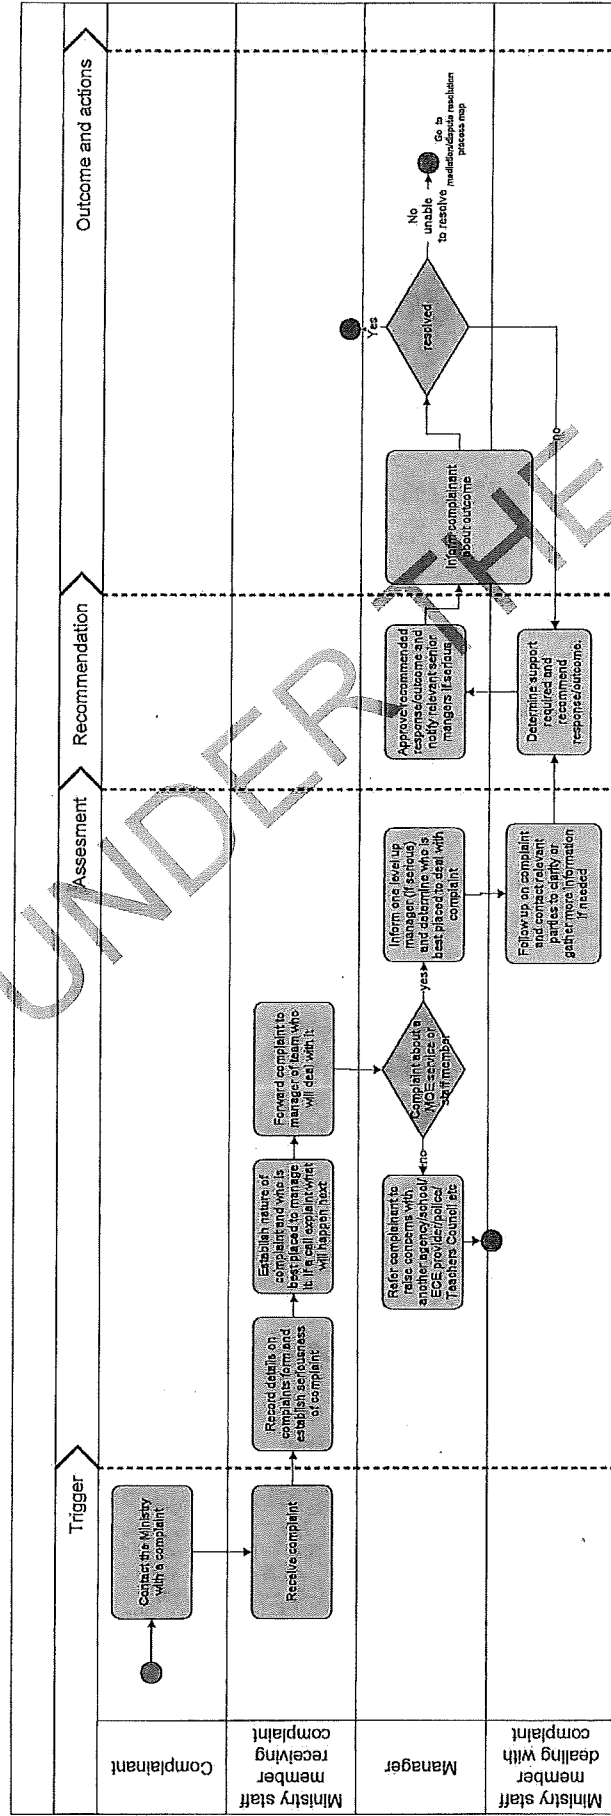 Trigger
Assesment
Recommendation
Outcome and actions
Complainant
Contact the Ministry
with a complaint
Ministry staff
member
receiving
complaint
Receive complaint
Record details on
complaints form and
establish seriousness
of complaint
Establish nature of
complaint and who is
best placed to manage
it. If a call explaint what
will happen next
Forward complaint to
manager of team who
will deal with it
Manager
Complaint about a
MOE service or
staff member
no
Refer complainant to
raise concerns with
another agency/school/
ECE provider/police/
Teachers Council etc
yes
Inform one level up
manager (if serious)
and determine who is
best placed to deal with
complaint
Approve recommended
response/outcome and
notify relevant senior
mangers if serious
Inform complainant
about outcome
resolved
Yes
No
unable
to resolve
Go to
mediation/dispute resolution
process map
no
Ministry staff
member
dealing with
complaint
Follow up on complaint
and contact relevant
parties to clarity or
gather more information
if needed
Determine support
required and
recommend
response/outcome.
UNDER THE